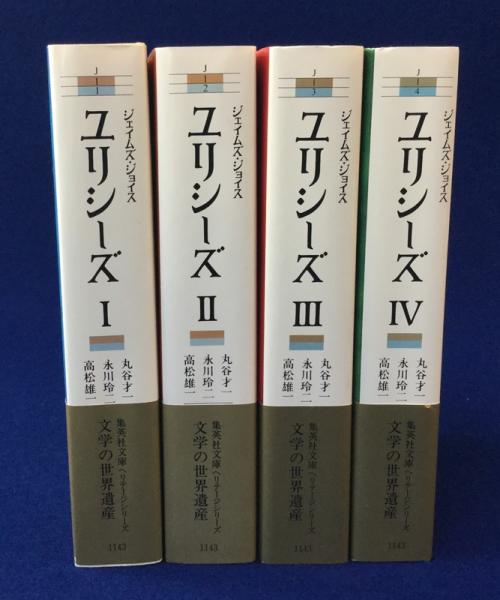 J
1-1
ジェイムズ・ジョイス
ユリシーズ I
丸谷才一
永川玲二
高松雄一
集英社文庫ヘリテージシリーズ
文学の世界遺産
1143
J
1-2
ジェイムズ・ジョイス
ユリシーズ II
丸谷才一
永川玲二
高松雄一
集英社文庫ヘリテージシリーズ
文学の世界遺産
1143
J
1-3
ジェイムズ・ジョイス
ユリシーズ III
丸谷才一
永川玲二
高松雄一
集英社文庫ヘリテージシリーズ
文学の世界遺産
1143
J
1-4
ジェイムズ・ジョイス
ユリシーズ IV
丸谷才一
永川玲二
高松雄一
集英社文庫ヘリテージシリーズ
文学の世界遺産
1143